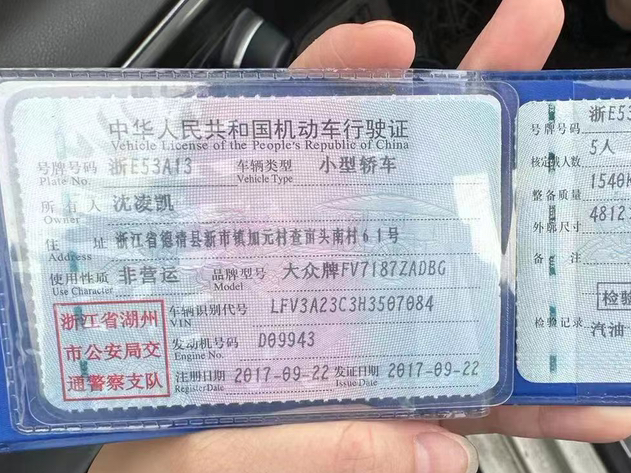 中华人民共和国机动车行驶证
Vehicle License of the People's Republic of China
号牌号码 浙E53A13 车辆类型 小型轿车
Plate No. Vehicle Type
所有人 沈凌凯
Owner
住址 浙江省德清县新市镇加元村查亩头南村61号
Address
使用性质 非营运 品牌型号 大众牌FV7187ZADBG
Use Character Model
浙江省湖州
市公安局交
通警察支队
车辆识别代号 LFV3A23C3H3507084
VIN
发动机号码 D09943
Engine No.
注册日期 2017-09-22 发证日期 2017-09-22
Register Date Issue Date
号牌号码 浙E53
核定载人数 5人
整备质量 1540K
外廓尺寸 4812
备注
检验
检验记录 汽油